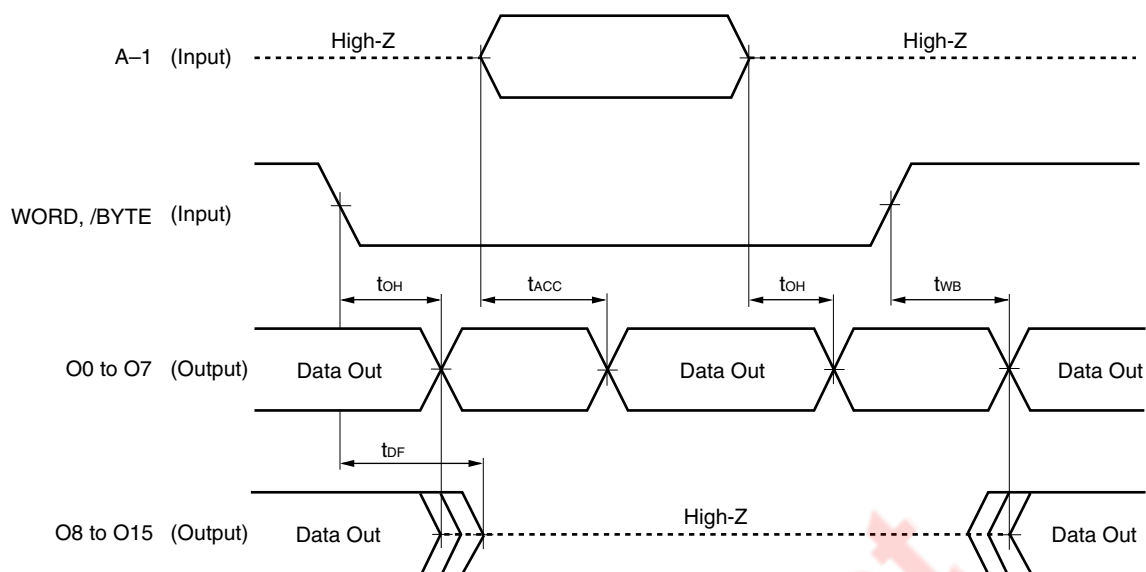 High-Z High-Z
A–1 (Input)
WORD, /BYTE (Input)
tOH tACC tOH tWB
O0 to O7 (Output) Data Out Data Out Data Out
tDF
High-Z
O8 to O15 (Output) Data Out Data Out